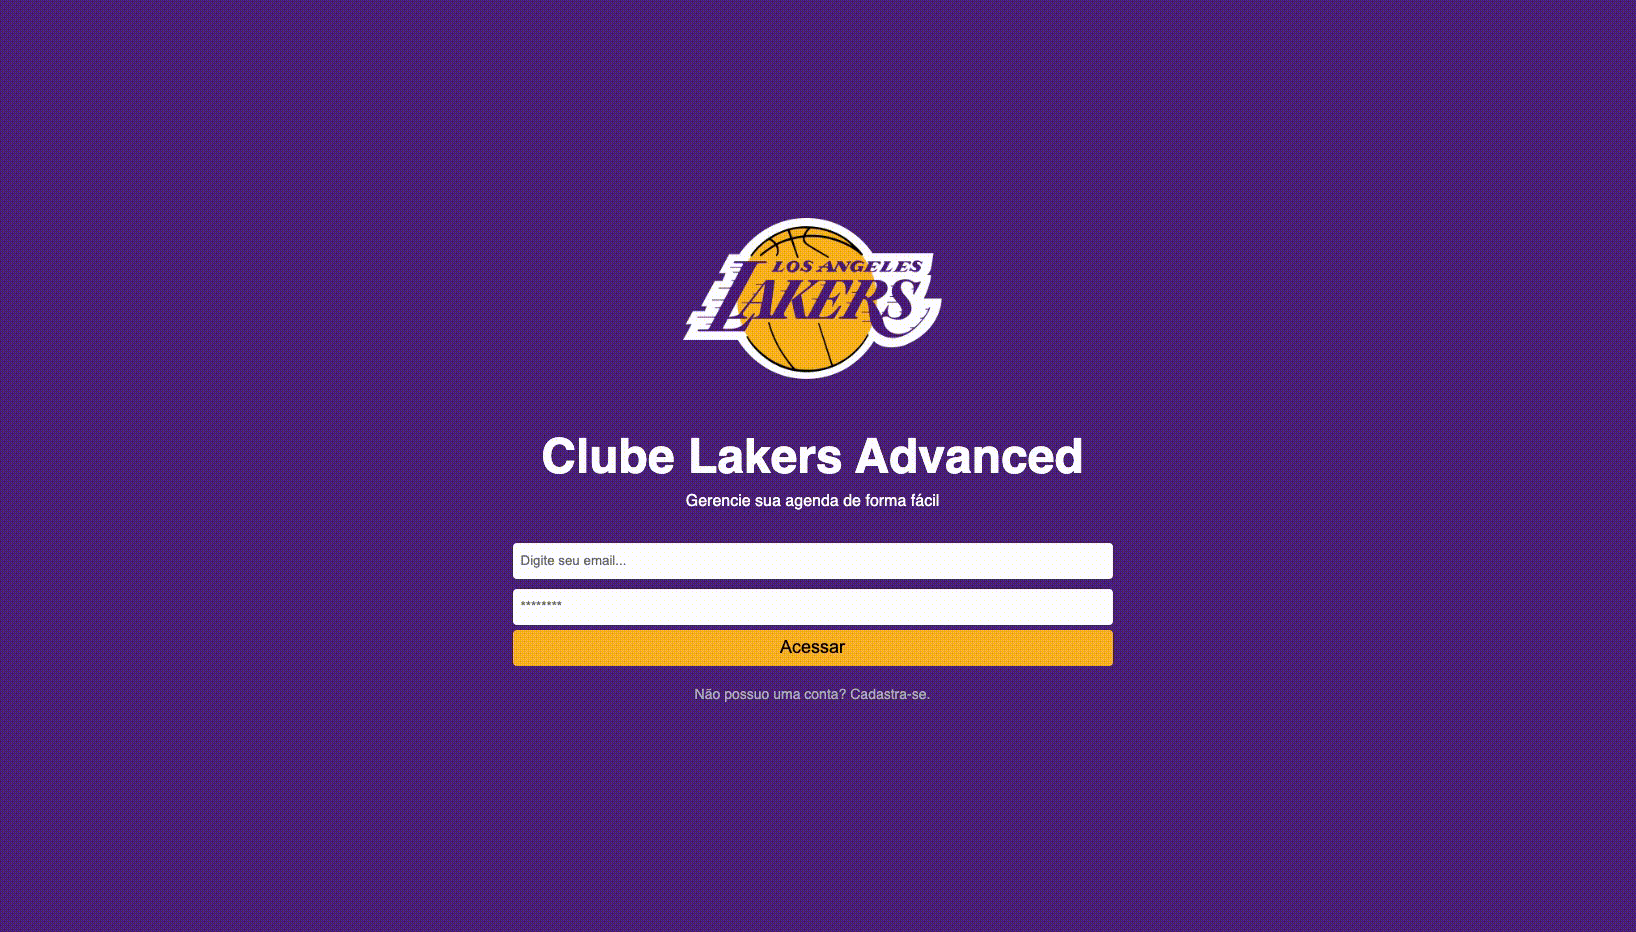 LOS ANGELES
LAKERS
Clube Lakers Advanced
Gerencie sua agenda de forma fácil
Digite seu email...
********
Acessar
Não possuo uma conta? Cadastra-se.